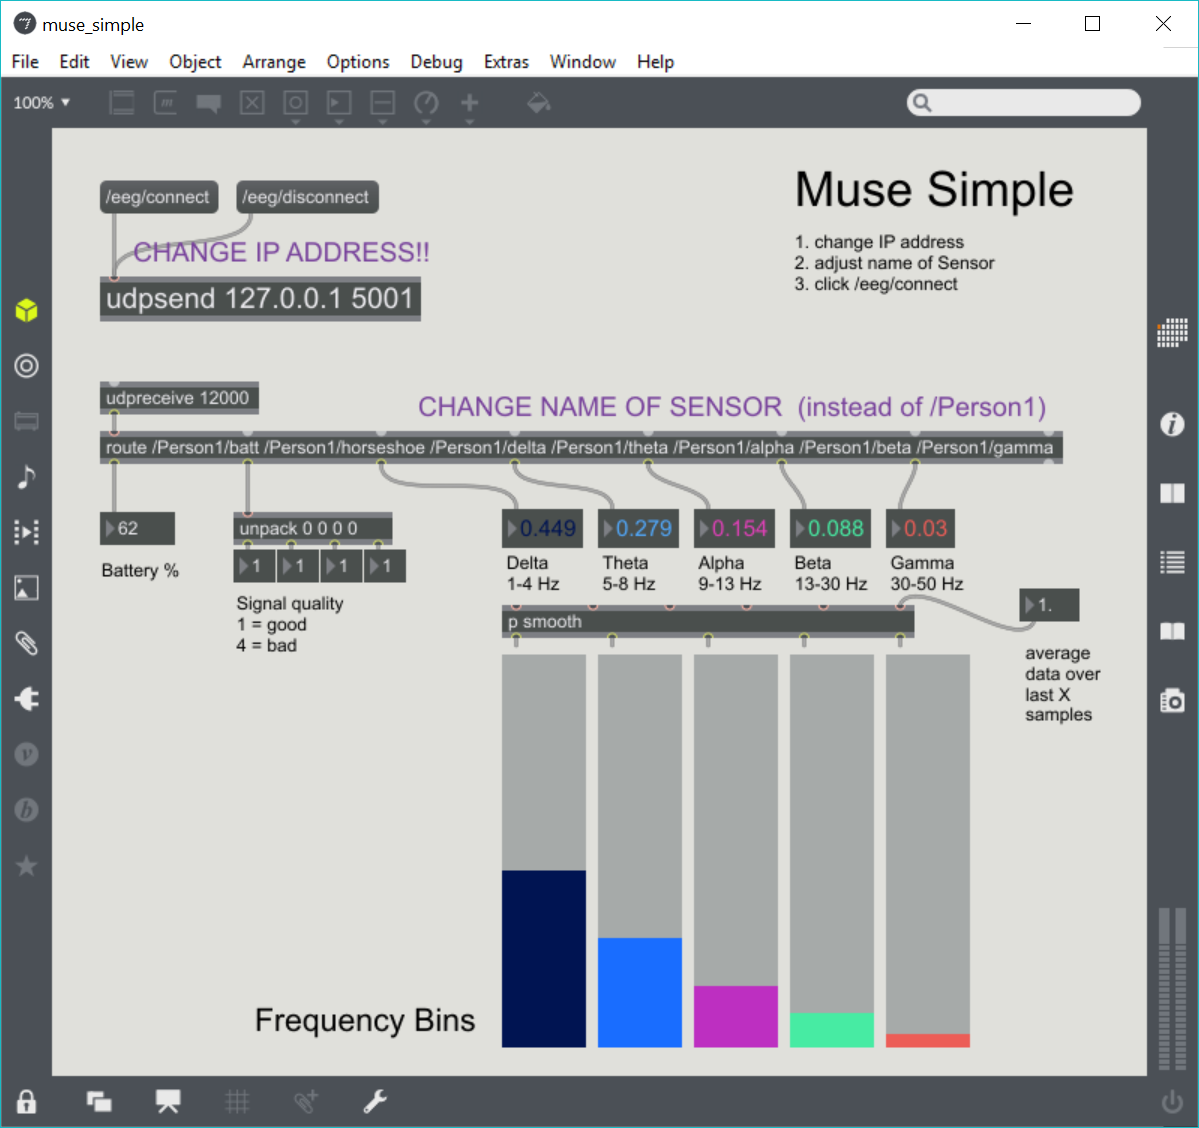 muse_simple
File Edit View Object Arrange Options Debug Extras Window Help
100%
/eeg/connect
/eeg/disconnect
CHANGE IP ADDRESS!!
udpsend 127.0.0.1 5001
Muse Simple
1. change IP address
2. adjust name of Sensor
3. click /eeg/connect
udpreceive 12000
CHANGE NAME OF SENSOR (instead of /Person1)
route /Person1/batt /Person1/horseshoe /Person1/delta /Person1/theta /Person1/alpha /Person1/beta /Person1/gamma
62
Battery %
unpack 0 0 0 0
1 1 1 1
Signal quality
1 = good
4 = bad
0.449 0.279 0.154 0.088 0.03
Delta Theta Alpha Beta Gamma
1-4 Hz 5-8 Hz 9-13 Hz 13-30 Hz 30-50 Hz
p smooth
1.
average
data over
last X
samples
Frequency Bins